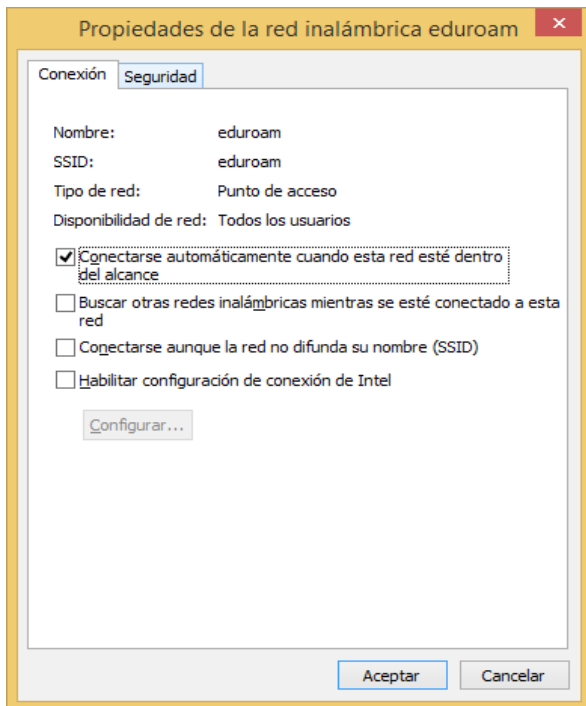 Propiedades de la red inalámbrica eduroam
Conexión Seguridad
Nombre: eduroam
SSID: eduroam
Tipo de red: Punto de acceso
Disponibilidad de red: Todos los usuarios
Conectarse automáticamente cuando esta red esté dentro
del alcance
Buscar otras redes inalámbricas mientras se esté conectado a esta
red
Conectarse aunque la red no difunda su nombre (SSID)
Habilitar configuración de conexión de Intel
Configurar...
Aceptar Cancelar